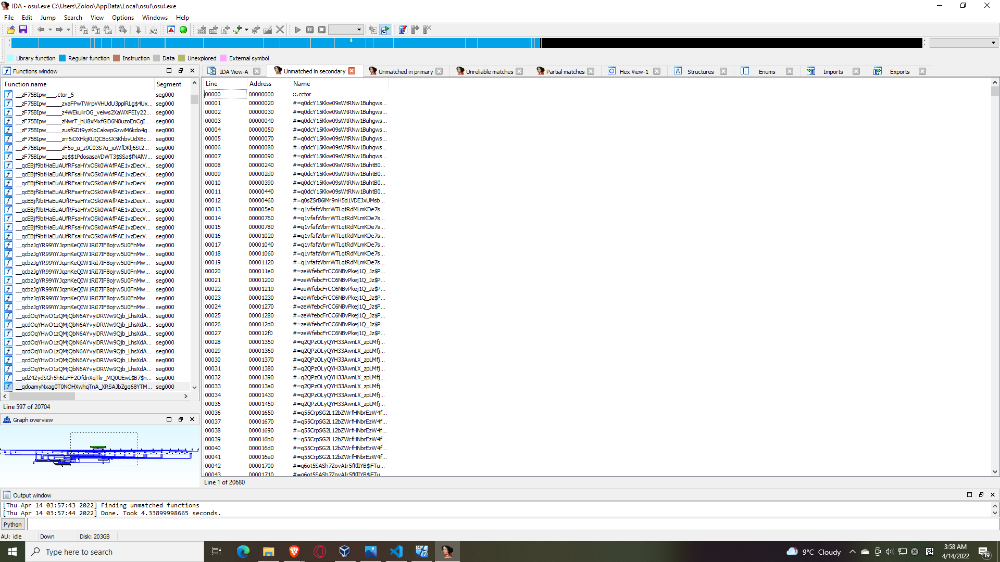 IDA - osu!.exe C:\Users\Zoloo\AppData\Local\osu!\osu!.exe
File Edit Jump Search View Options Windows Help
Library function Regular function Instruction Data Unexplored External symbol
Functions window
IDA View-A Unmatched in secondary Unmatched in primary Unreliable matches Partial matches Hex View-1 Structures Enums Imports Exports
Function name Segment
__zF75BIpw___.ctor_5 seg000
__zF75BIpw_____zxaFPwTWrpVVHUdU3pplRLg$4Ux... seg000
__zF75BIpw_____z4WEkulirOG_veiws2XaWXPEIy22... seg000
__zF75BIpw_____zNwrT_hU8xMxfGiD6N8uzoEnCgI... seg000
__zF75BIpw_____zusfGDt9yzKoCakwpGzwiM6kdo4g... seg000
__zF75BIpw_____zrr6iOXHkjKUQCBoSX5KhbvUdXBc... seg000
__zF75BIpw_____zF5o_u_z9C03S7u_juWfDKlj6St2... seg000
__zF75BIpw_____zq$$1PdosasaVDWT3$SSa$fNAlW... seg000
__qcEBjf9btHaEuAUfRFsaHYxOSk0WAfPAE1vzDecV... seg000
__qcEBjf9btHaEuAUfRFsaHYxOSk0WAfPAE1vzDecV... seg000
__qcEBjf9btHaEuAUfRFsaHYxOSk0WAfPAE1vzDecV... seg000
__qcEBjf9btHaEuAUfRFsaHYxOSk0WAfPAE1vzDecV... seg000
__qcEBjf9btHaEuAUfRFsaHYxOSk0WAfPAE1vzDecV... seg000
__qcEBjf9btHaEuAUfRFsaHYxOSk0WAfPAE1vzDecV... seg000
__qcEBjf9btHaEuAUfRFsaHYxOSk0WAfPAE1vzDecV... seg000
__qcEBjf9btHaEuAUfRFsaHYxOSk0WAfPAE1vzDecV... seg000
__qcEBjf9btHaEuAUfRFsaHYxOSk0WAfPAE1vzDecV... seg000
__qcbzJgYR99YiYJqznKeQIW1RiI7IF8ojrw5U0FnMw... seg000
__qcbzJgYR99YiYJqznKeQIW1RiI7IF8ojrw5U0FnMw... seg000
__qcbzJgYR99YiYJqznKeQIW1RiI7IF8ojrw5U0FnMw... seg000
__qcbzJgYR99YiYJqznKeQIW1RiI7IF8ojrw5U0FnMw... seg000
__qcbzJgYR99YiYJqznKeQIW1RiI7IF8ojrw5U0FnMw... seg000
__qcbzJgYR99YiYJqznKeQIW1RiI7IF8ojrw5U0FnMw... seg000
__qcbzJgYR99YiYJqznKeQIW1RiI7IF8ojrw5U0FnMw... seg000
__qcbzJgYR99YiYJqznKeQIW1RiI7IF8ojrw5U0FnMw... seg000
__qcdOqYHwO1zQMjQbN6AYvyiDRWw9Qjb_LhsXdA... seg000
__qcdOqYHwO1zQMjQbN6AYvyiDRWw9Qjb_LhsXdA... seg000
__qcdOqYHwO1zQMjQbN6AYvyiDRWw9Qjb_LhsXdA... seg000
__qcdOqYHwO1zQMjQbN6AYvyiDRWw9Qjb_LhsXdA... seg000
__qcdOqYHwO1zQMjQbN6AYvyiDRWw9Qjb_LhsXdA... seg000
__qcdOqYHwO1zQMjQbN6AYvyiDRWw9Qjb_LhsXdA... seg000
__qcdOqYHwO1zQMjQbN6AYvyiDRWw9Qjb_LhsXdA... seg000
__qdZ4ZydSGh5h6IzFF2OfdnXqTkr_MQ0UEwI$B7$n... seg000
__qdoamyNxag0T0NOHXwhqTnA_XRSAJbZgq68YTM... seg000
Line 597 of 20704
Graph overview
Line Address Name
00000 00000000 ::.cctor
00001 00000020 #=q0dcY15Kkw09sWtRNw1Buhgws...
00002 00000030 #=q0dcY15Kkw09sWtRNw1Buhgws...
00003 00000040 #=q0dcY15Kkw09sWtRNw1Buhgws...
00004 00000050 #=q0dcY15Kkw09sWtRNw1Buhgws...
00005 00000070 #=q0dcY15Kkw09sWtRNw1Buhgws...
00006 00000080 #=q0dcY15Kkw09sWtRNw1Buhgws...
00007 00000090 #=q0dcY15Kkw09sWtRNw1Buhgws...
00008 00000240 #=q0dcY15Kkw09sWtRNw1BuhtB0...
00009 000002d0 #=q0dcY15Kkw09sWtRNw1BuhtB0...
00010 00000390 #=q0dcY15Kkw09sWtRNw1BuhtB0...
00011 00000440 #=q0dcY15Kkw09sWtRNw1BuhtB0...
00012 00000460 #=q0sZSrB6iMr9nH5d1VDEJxUMsb...
00013 000005e0 #=q1vfafzVbrrWTLqtRdMLmKDe7s...
00014 00000760 #=q1vfafzVbrrWTLqtRdMLmKDe7s...
00015 00000780 #=q1vfafzVbrrWTLqtRdMLmKDe7s...
00016 00001020 #=q1vfafzVbrrWTLqtRdMLmKDe7s...
00017 00001040 #=q1vfafzVbrrWTLqtRdMLmKDe7s...
00018 00001060 #=q1vfafzVbrrWTLqtRdMLmKDe7s...
00019 00001120 #=q1vfafzVbrrWTLqtRdMLmKDe7s...
00020 000011e0 #=zeWfebcFrCC6NBvPkej1Q_Jz$P...
00021 00001200 #=zeWfebcFrCC6NBvPkej1Q_Jz$P...
00022 00001210 #=zeWfebcFrCC6NBvPkej1Q_Jz$P...
00023 00001230 #=zeWfebcFrCC6NBvPkej1Q_Jz$P...
00024 00001270 #=zeWfebcFrCC6NBvPkej1Q_Jz$P...
00025 00001280 #=zeWfebcFrCC6NBvPkej1Q_Jz$P...
00026 000012d0 #=zeWfebcFrCC6NBvPkej1Q_Jz$P...
00027 000012f0 #=zeWfebcFrCC6NBvPkej1Q_Jz$P...
00028 00001350 #=q2QPzOLyQYH33AwnLX_zpLMfj...
00029 00001360 #=q2QPzOLyQYH33AwnLX_zpLMfj...
00030 00001370 #=q2QPzOLyQYH33AwnLX_zpLMfj...
00031 00001380 #=q2QPzOLyQYH33AwnLX_zpLMfj...
00032 00001390 #=q2QPzOLyQYH33AwnLX_zpLMfj...
00033 000013a0 #=q2QPzOLyQYH33AwnLX_zpLMfj...
00034 00001430 #=q2QPzOLyQYH33AwnLX_zpLMfj...
00035 00001450 #=q2QPzOLyQYH33AwnLX_zpLMfj...
00036 00001650 #=q55CrpSG2L12bZWrfHNbrEzW4f...
00037 00001670 #=q55CrpSG2L12bZWrfHNbrEzW4f...
00038 00001690 #=q55CrpSG2L12bZWrfHNbrEzW4f...
00039 000016b0 #=q55CrpSG2L12bZWrfHNbrEzW4f...
00040 000016d0 #=q55CrpSG2L12bZWrfHNbrEzW4f...
00041 000016e0 #=q55CrpSG2L12bZWrfHNbrEzW4f...
00042 00001700 #=q6ot5SASh7ZovAIr5fKlIYB$iFTu...
00043 00001710 #=q6ot5SASh7ZovAIr5fKlIYB$iFTu
Line 1 of 20680
Output window
[Thu Apr 14 03:57:43 2022] Finding unmatched functions
[Thu Apr 14 03:57:44 2022] Done. Took 4.33899998665 seconds.
Python
AU: idle Down Disk: 203GB
Type here to search
9°C Cloudy
한
3:58 AM
4/14/2022
19